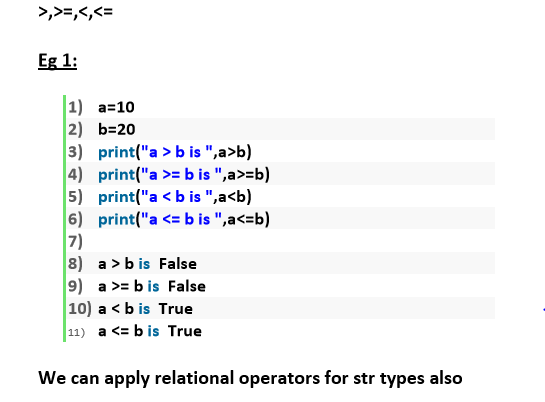 >,>=,<,<=
Eg 1:
1) a=10
2) b=20
3) print("a > b is ",a>b)
4) print("a >= b is ",a>=b)
5) print("a < b is ",a<b)
6) print("a <= b is ",a<=b)
7)
8) a > b is False
9) a >= b is False
10) a < b is True
11) a <= b is True
We can apply relational operators for str types also